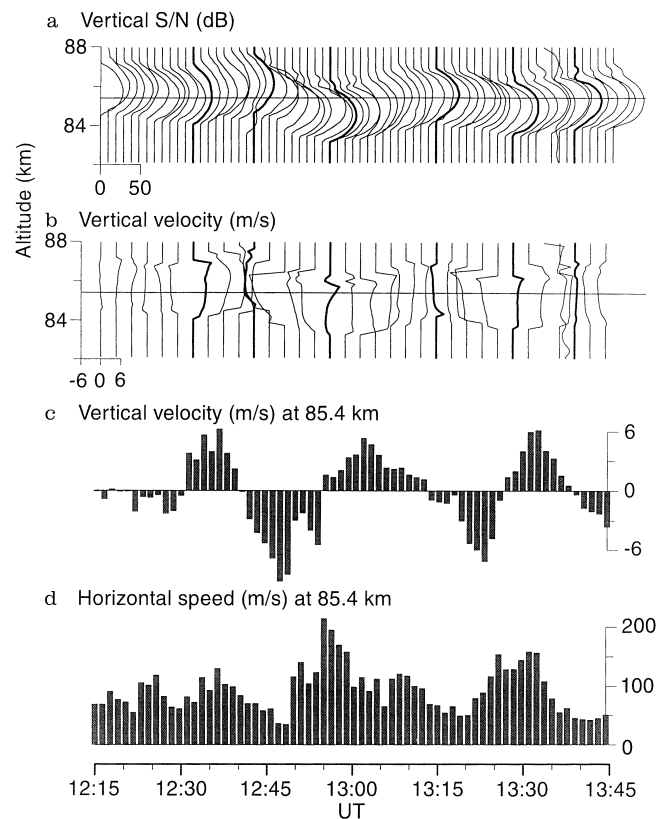 a Vertical S/N (dB)
88
84
0 50
Altitude (km)
b Vertical velocity (m/s)
88
84
-6 0 6
c Vertical velocity (m/s) at 85.4 km
6
0
-6
d Horizontal speed (m/s) at 85.4 km
200
100
0
12:15 12:30 12:45 13:00 13:15 13:30 13:45
UT